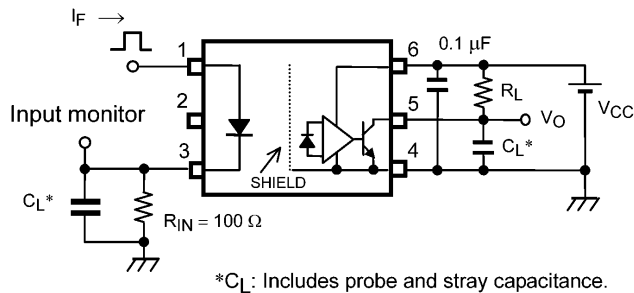 IF →
1
2
3
6
5
4
0.1 μF
RL
VCC
VO
CL*
Input monitor
SHIELD
CL*
RIN = 100 Ω
*CL: Includes probe and stray capacitance.